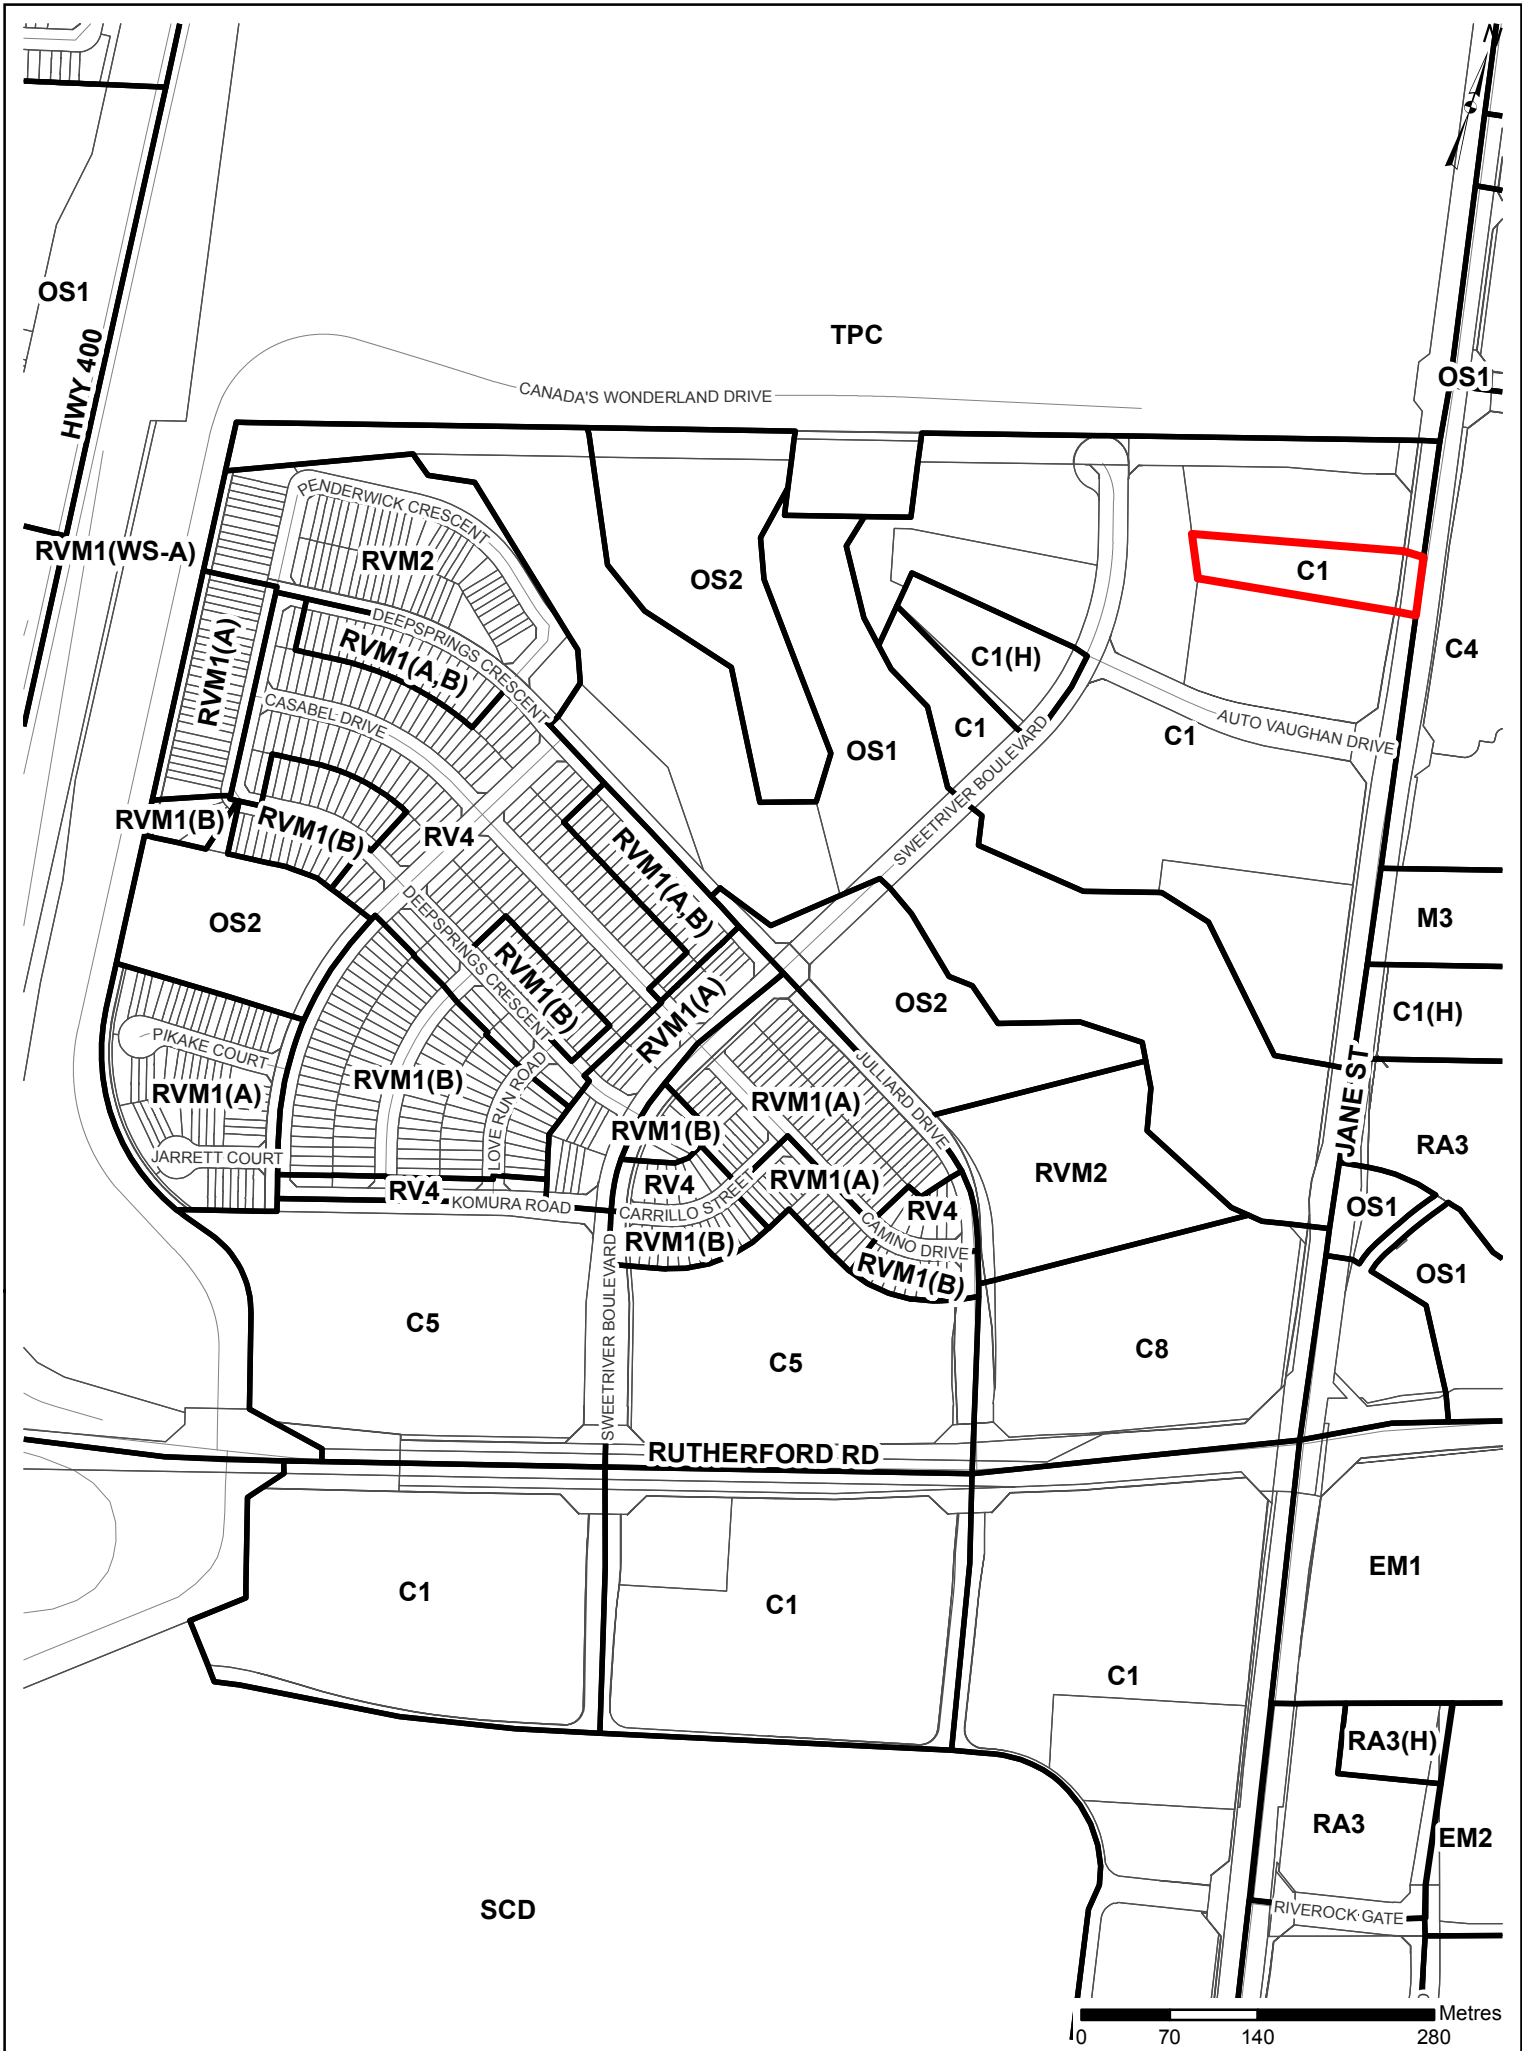 N
OS1
HWY 400
TPC
CANADA'S WONDERLAND DRIVE
OS1
RVM1(WS-A)
PENDERWICK CRESCENT
RVM2
OS2
C1
RVM1(A)
DEEPSPRINGS CRESCENT
RVM1(A,B)
C1(H)
C4
CASABEL DRIVE
C1
OS1
C1
AUTO VAUGHAN DRIVE
RVM1(B)
RVM1(B)
RV4
RVM1(A,B)
SWEETRIVER BOULEVARD
OS2
DEEPSPRINGS CRESCENT
RVM1(B)
M3
RVM1(A)
OS2
C1(H)
PIKAKE COURT
RVM1(A)
RVM1(B)
LOVE RUN ROAD
JULLIARD DRIVE
RVM1(A)
JANE ST
RVM1(B)
RA3
JARRETT COURT
RV4
KOMURA ROAD
RV4
CARRILLO STREET
RVM1(A)
RV4
RVM2
OS1
RVM1(B)
CAMINO DRIVE
RVM1(B)
OS1
SWEETRIVER BOULEVARD
C5
C5
C8
RUTHERFORD RD
C1
C1
EM1
C1
RA3(H)
RA3
EM2
SCD
RIVEROCK GATE
Metres
0 70 140 280